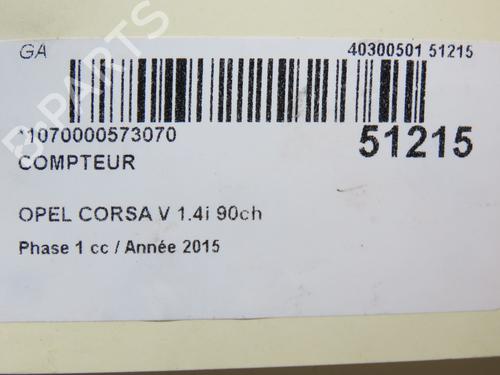 GA
40300501 51215
*1070000573070
51215
COMPTEUR
OPEL CORSA V 1.4i 90ch
Phase 1 cc / Année 2015
B-PARTS